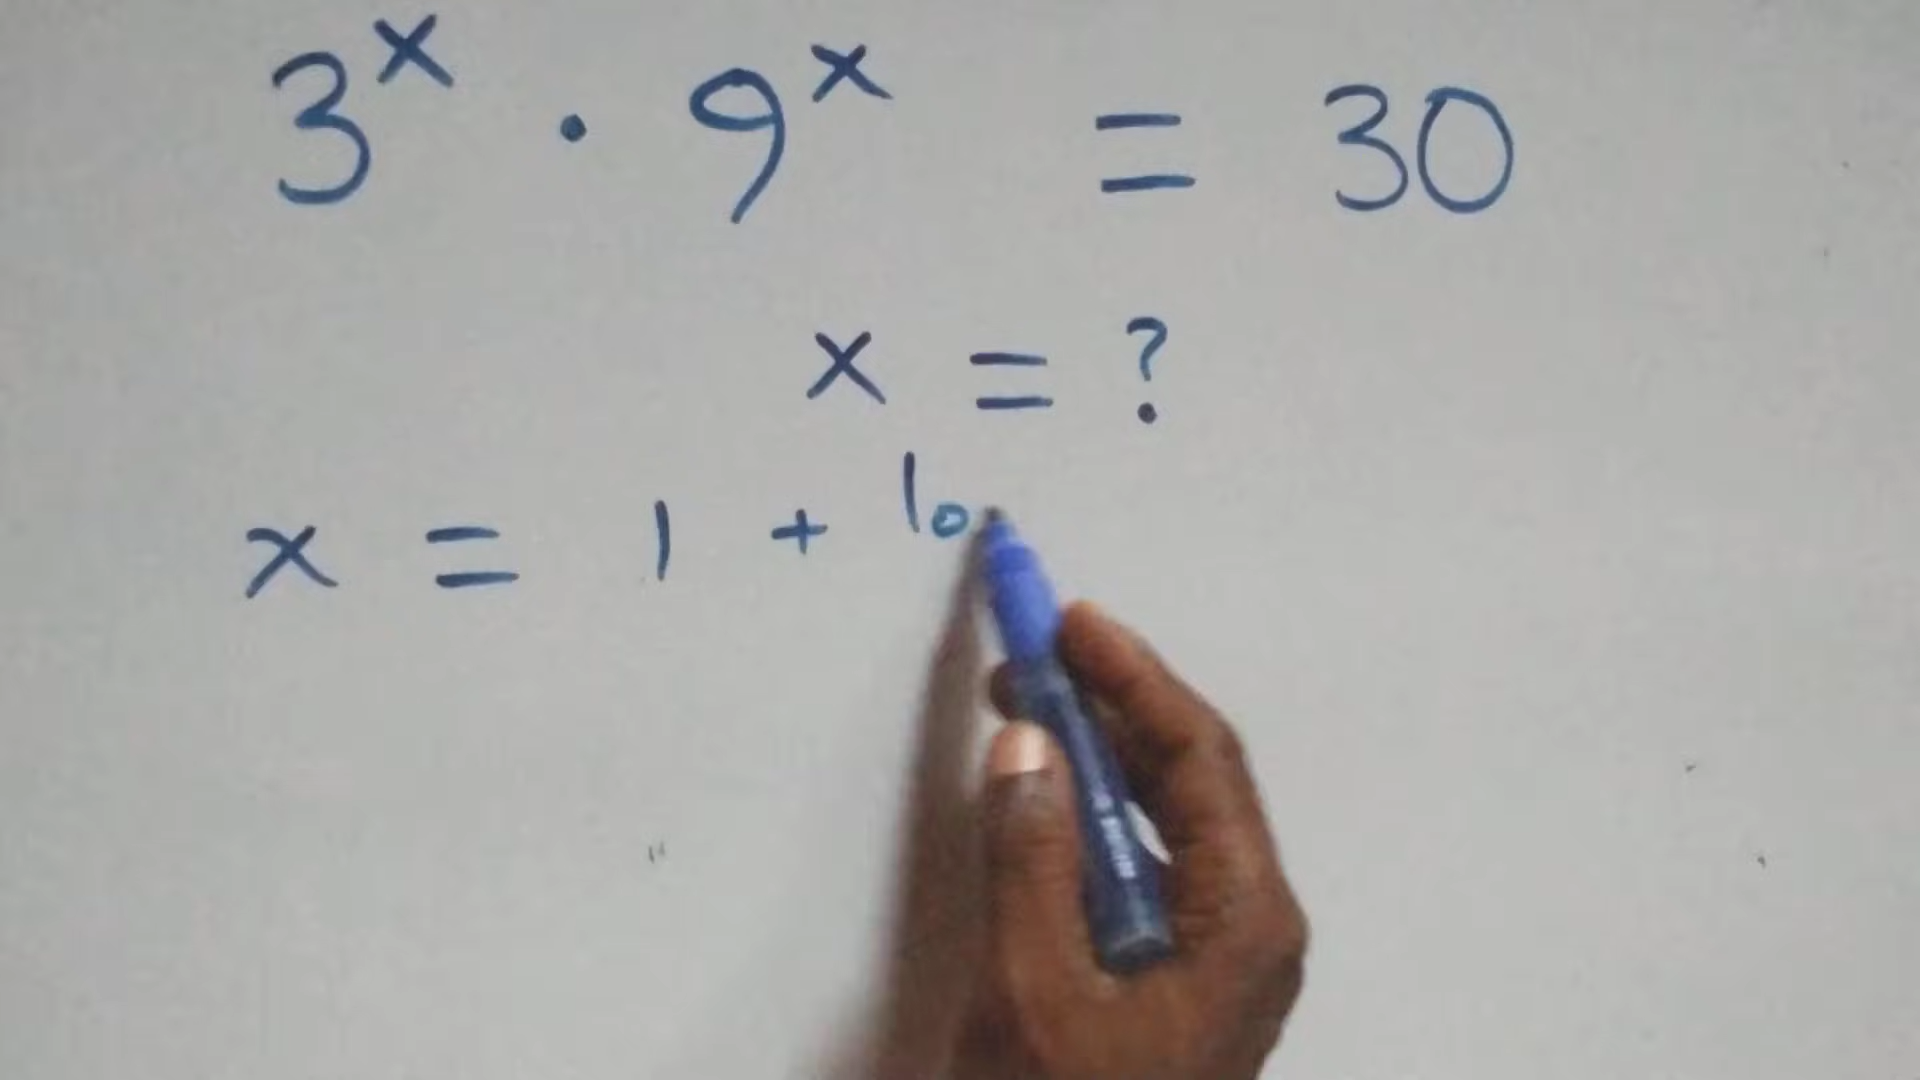 3^x · 9^x = 30
x = ?
x = 1 + lo